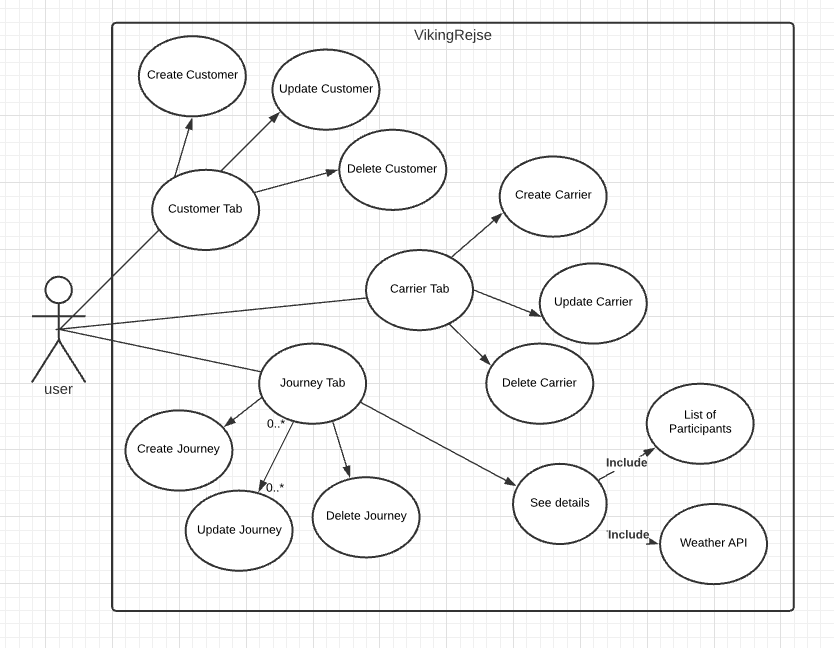 VikingRejse
Create Customer
Update Customer
Delete Customer
Customer Tab
Create Carrier
Carrier Tab
Update Carrier
Delete Carrier
user
Journey Tab
0..*
Create Journey
0..*
Update Journey
Delete Journey
See details
Include
List of
Participants
Include
Weather API